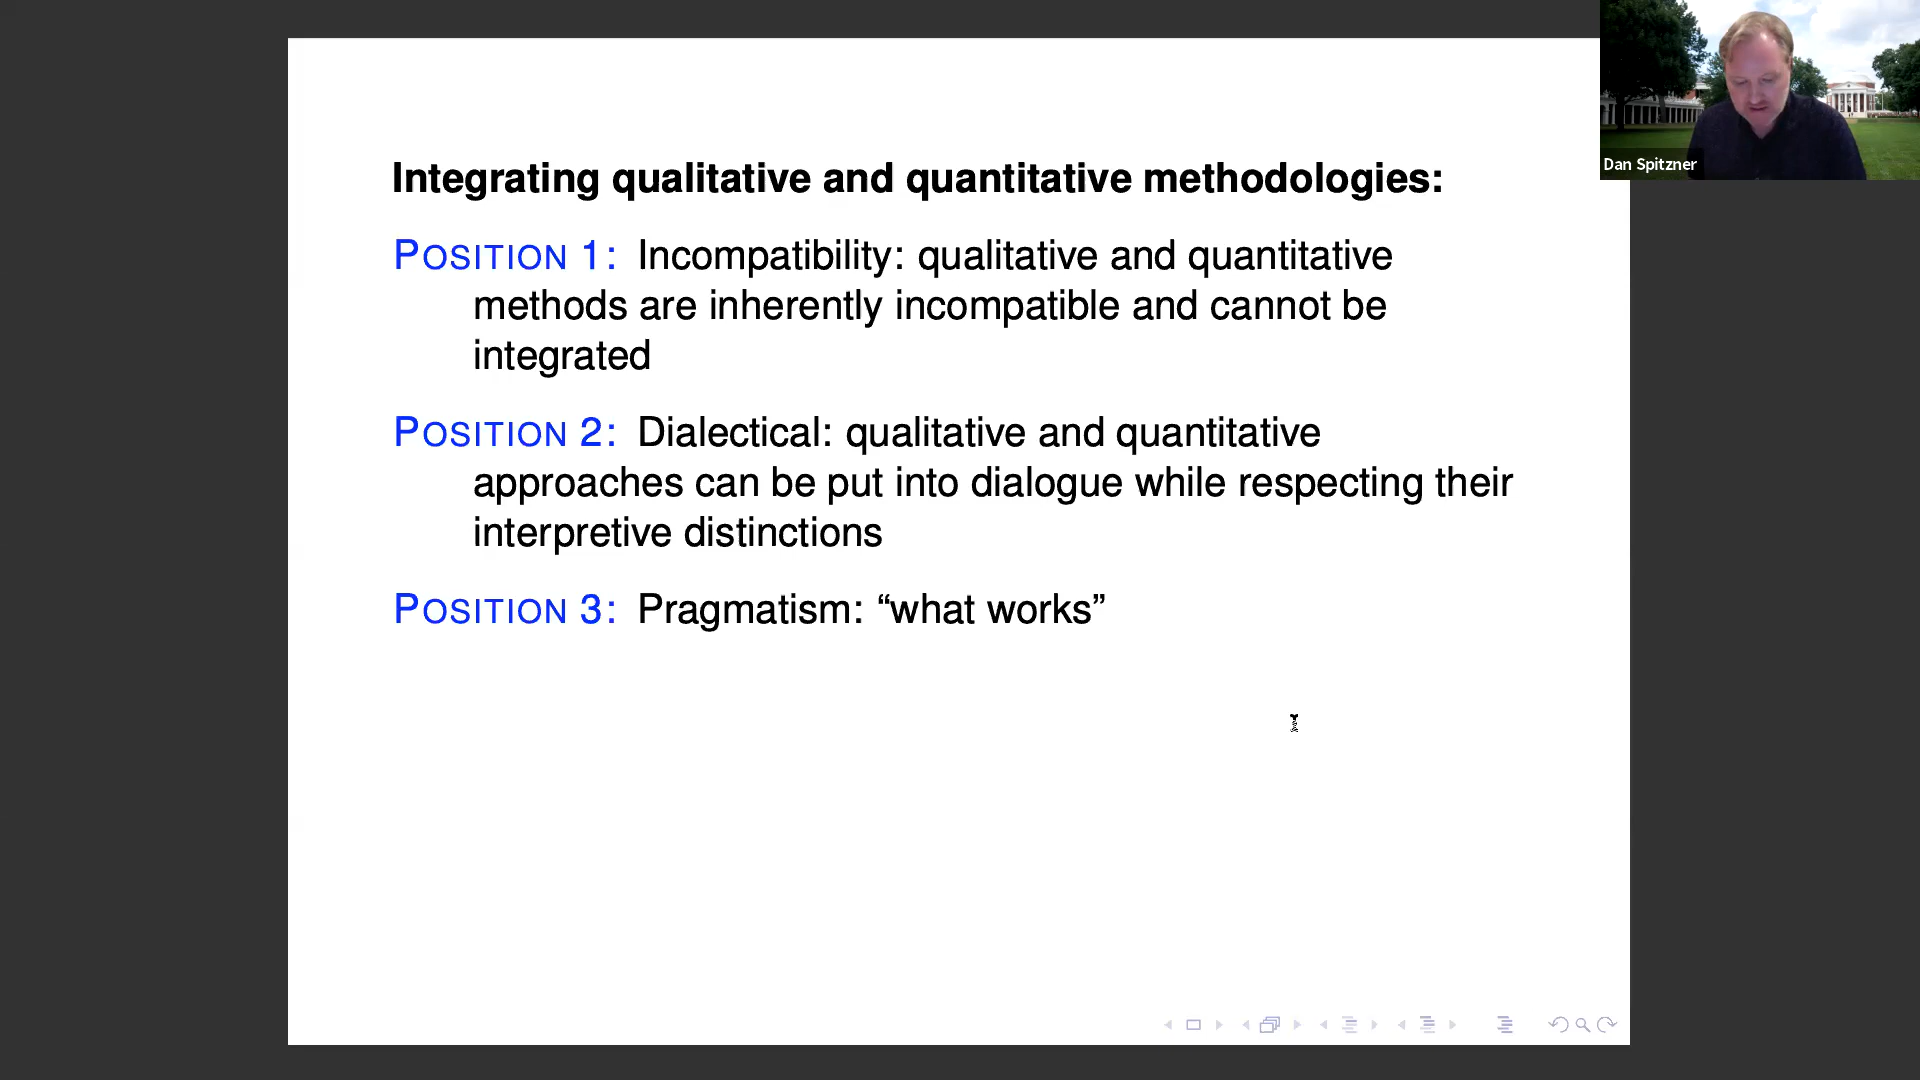 Integrating qualitative and quantitative methodologies:
POSITION 1: Incompatibility: qualitative and quantitative
methods are inherently incompatible and cannot be
integrated
POSITION 2: Dialectical: qualitative and quantitative
approaches can be put into dialogue while respecting their
interpretive distinctions
POSITION 3: Pragmatism: “what works”
Dan Spitzner